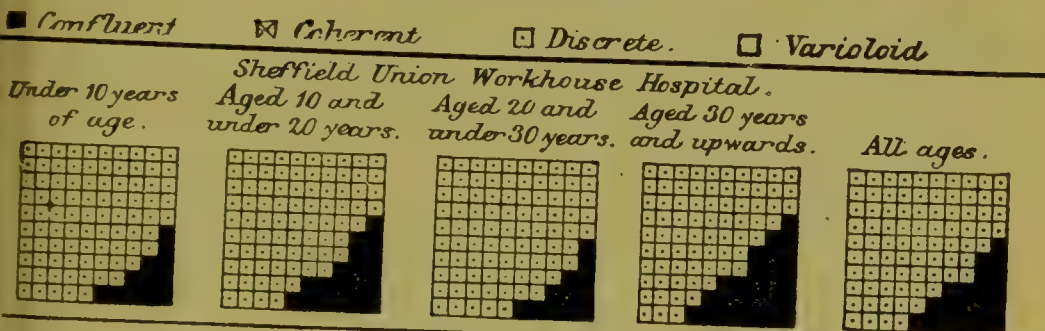 Confluent Coherent Discrete. Varioloid
Sheffield Union Workhouse Hospital.
Under 10 years of age.
Aged 10 and under 20 years.
Aged 20 and under 30 years.
Aged 30 years and upwards.
All ages.